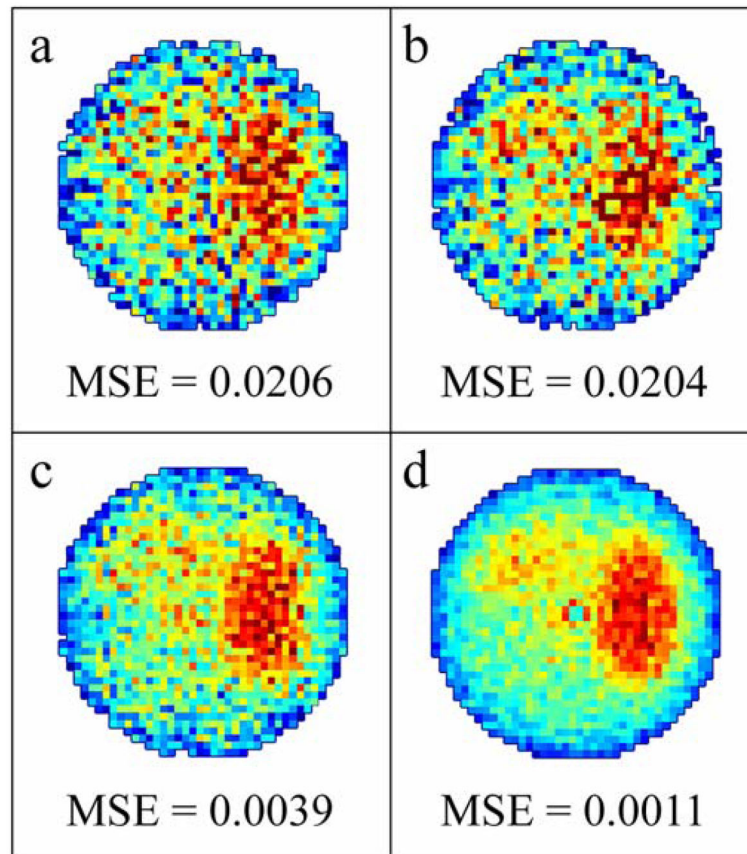 a
b
MSE = 0.0206
MSE = 0.0204
c
d
MSE = 0.0039
MSE = 0.0011